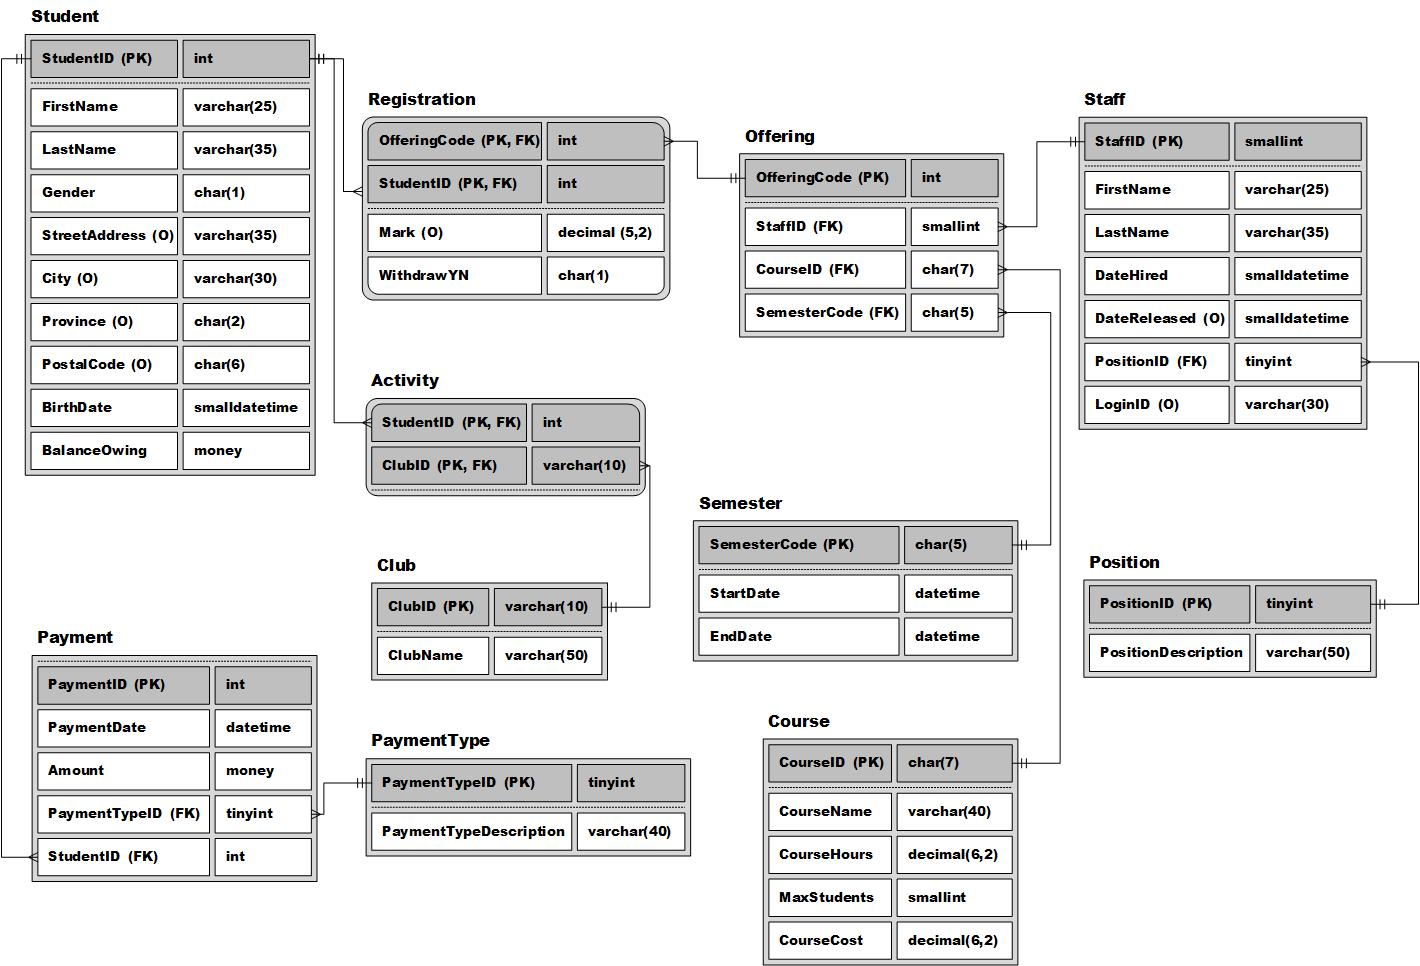 Student
StudentID (PK) int
FirstName varchar(25)
LastName varchar(35)
Gender char(1)
StreetAddress (O) varchar(35)
City (O) varchar(30)
Province (O) char(2)
PostalCode (O) char(6)
BirthDate smalldatetime
BalanceOwing money
Registration
OfferingCode (PK, FK) int
StudentID (PK, FK) int
Mark (O) decimal (5,2)
WithdrawYN char(1)
Offering
OfferingCode (PK) int
StaffID (FK) smallint
CourseID (FK) char(7)
SemesterCode (FK) char(5)
Staff
StaffID (PK) smallint
FirstName varchar(25)
LastName varchar(35)
DateHired smalldatetime
DateReleased (O) smalldatetime
PositionID (FK) tinyint
LoginID (O) varchar(30)
Activity
StudentID (PK, FK) int
ClubID (PK, FK) varchar(10)
Club
ClubID (PK) varchar(10)
ClubName varchar(50)
Semester
SemesterCode (PK) char(5)
StartDate datetime
EndDate datetime
Position
PositionID (PK) tinyint
PositionDescription varchar(50)
Payment
PaymentID (PK) int
PaymentDate datetime
Amount money
PaymentTypeID (FK) tinyint
StudentID (FK) int
PaymentType
PaymentTypeID (PK) tinyint
PaymentTypeDescription varchar(40)
Course
CourseID (PK) char(7)
CourseName varchar(40)
CourseHours decimal(6,2)
MaxStudents smallint
CourseCost decimal(6,2)